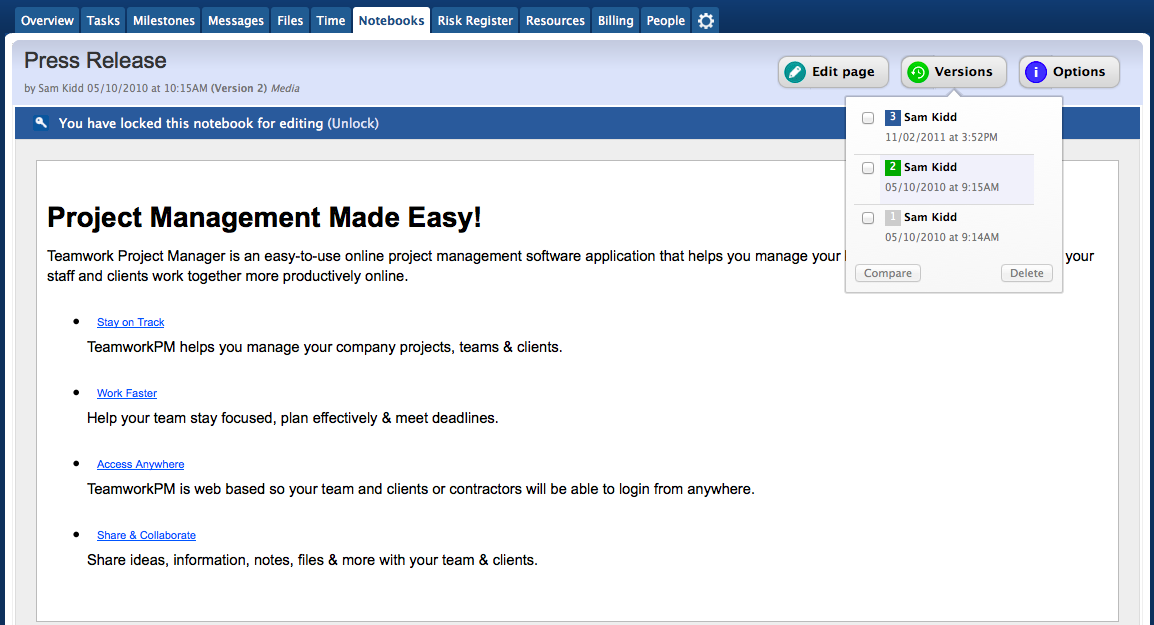 Overview Tasks Milestones Messages Files Time Notebooks Risk Register Resources Billing People
Press Release
by Sam Kidd 05/10/2010 at 10:15AM (Version 2) Media
Edit page Versions Options
You have locked this notebook for editing (Unlock)
3 Sam Kidd
11/02/2011 at 3:52PM
2 Sam Kidd
05/10/2010 at 9:15AM
1 Sam Kidd
05/10/2010 at 9:14AM
Compare Delete
Project Management Made Easy!
Teamwork Project Manager is an easy-to-use online project management software application that helps you manage your your
staff and clients work together more productively online.
Stay on Track
TeamworkPM helps you manage your company projects, teams & clients.
Work Faster
Help your team stay focused, plan effectively & meet deadlines.
Access Anywhere
TeamworkPM is web based so your team and clients or contractors will be able to login from anywhere.
Share & Collaborate
Share ideas, information, notes, files & more with your team & clients.